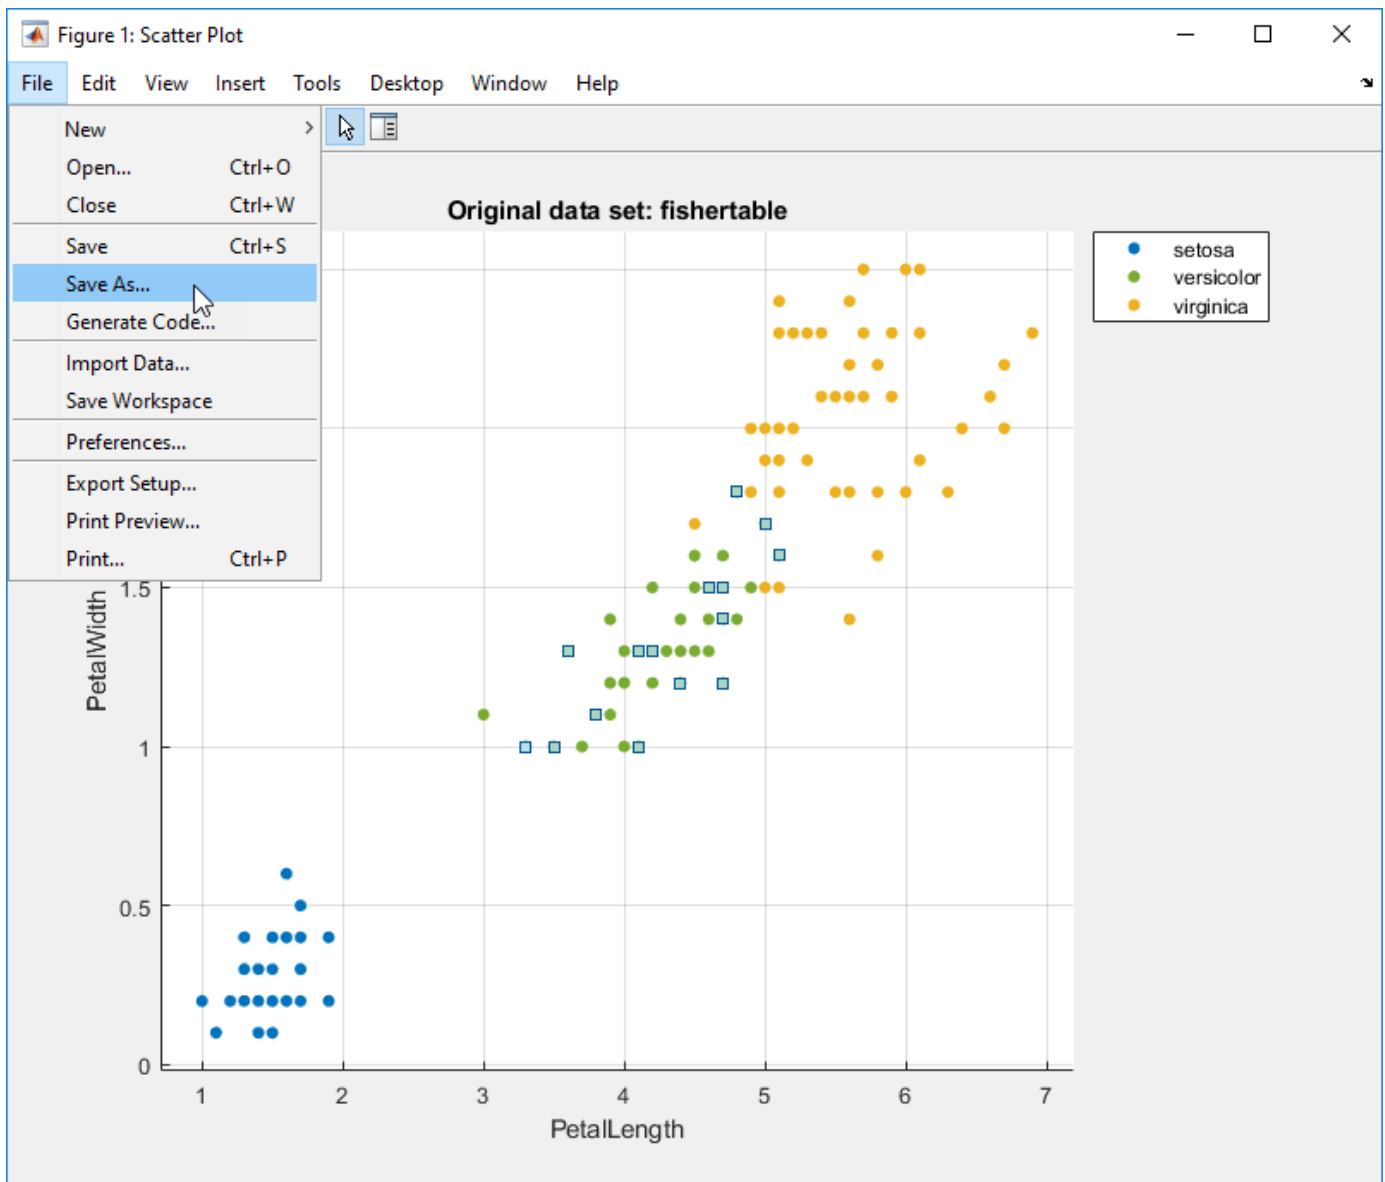 Figure 1: Scatter Plot
File Edit View Insert Tools Desktop Window Help
New
Open... Ctrl+O
Close Ctrl+W
Save Ctrl+S
Save As...
Generate Code...
Import Data...
Save Workspace
Preferences...
Export Setup...
Print Preview...
Print... Ctrl+P
Original data set: fishertable
setosa
versicolor
virginica
PetalWidth
1.5
1
0.5
0
1 2 3 4 5 6 7
PetalLength